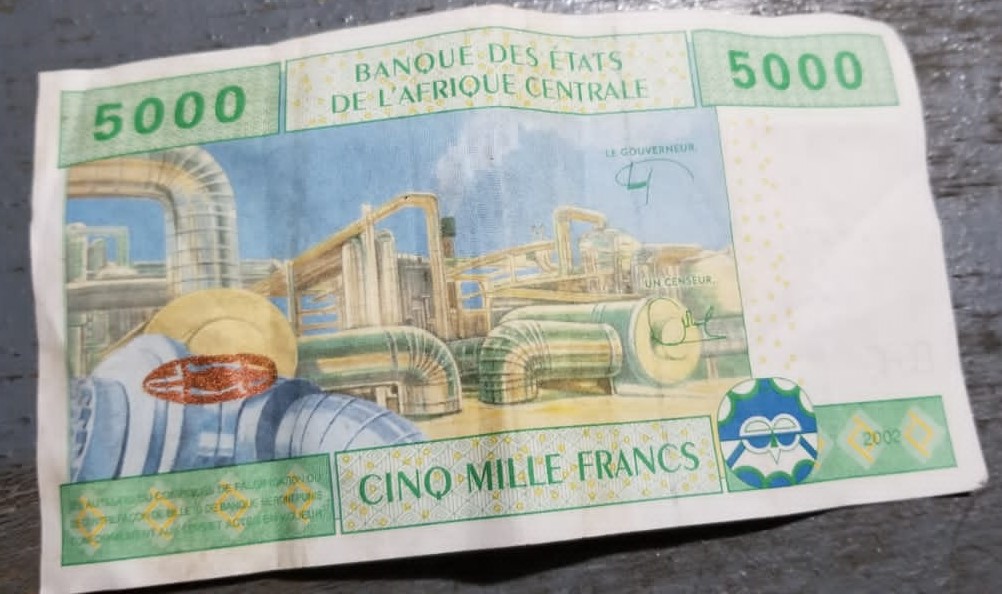 5000
BANQUE DES ÉTATS
DE L'AFRIQUE CENTRALE
5000
LE GOUVERNEUR,
UN CENSEUR,
CINQ MILLE FRANCS
2002